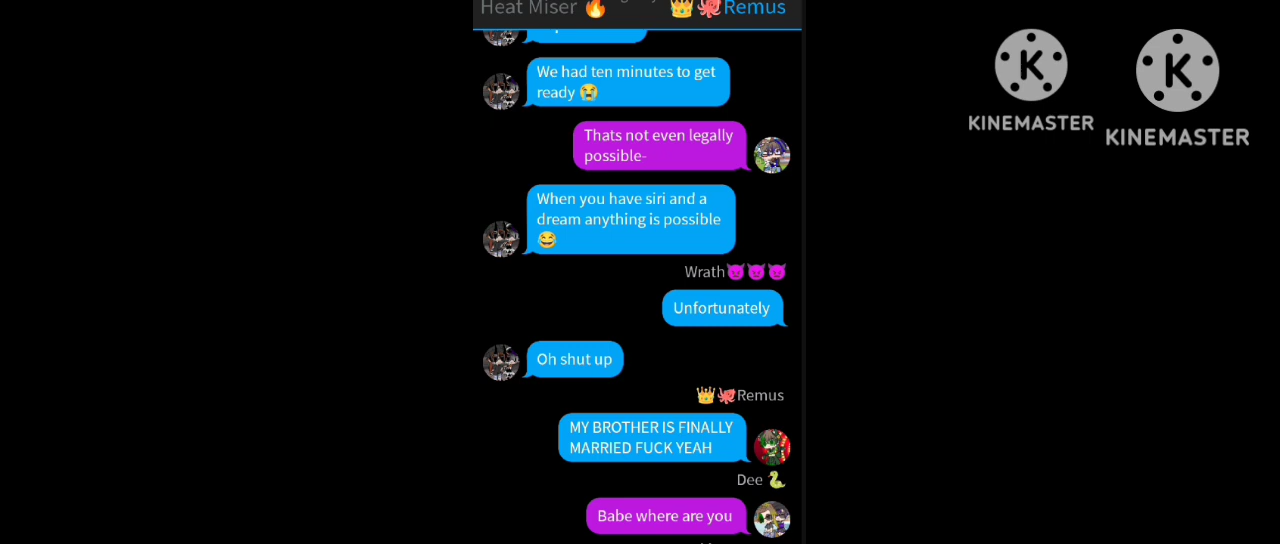 Heat Miser 🔥 👑🐙Remus
We had ten minutes to get
ready 😭
Thats not even legally
possible-
When you have siri and a
dream anything is possible
😂
Wrath😈😈😈
Unfortunately
Oh shut up
👑🐙Remus
MY BROTHER IS FINALLY
MARRIED FUCK YEAH
Dee 🐍
Babe where are you
K
KINEMASTER
K
KINEMASTER